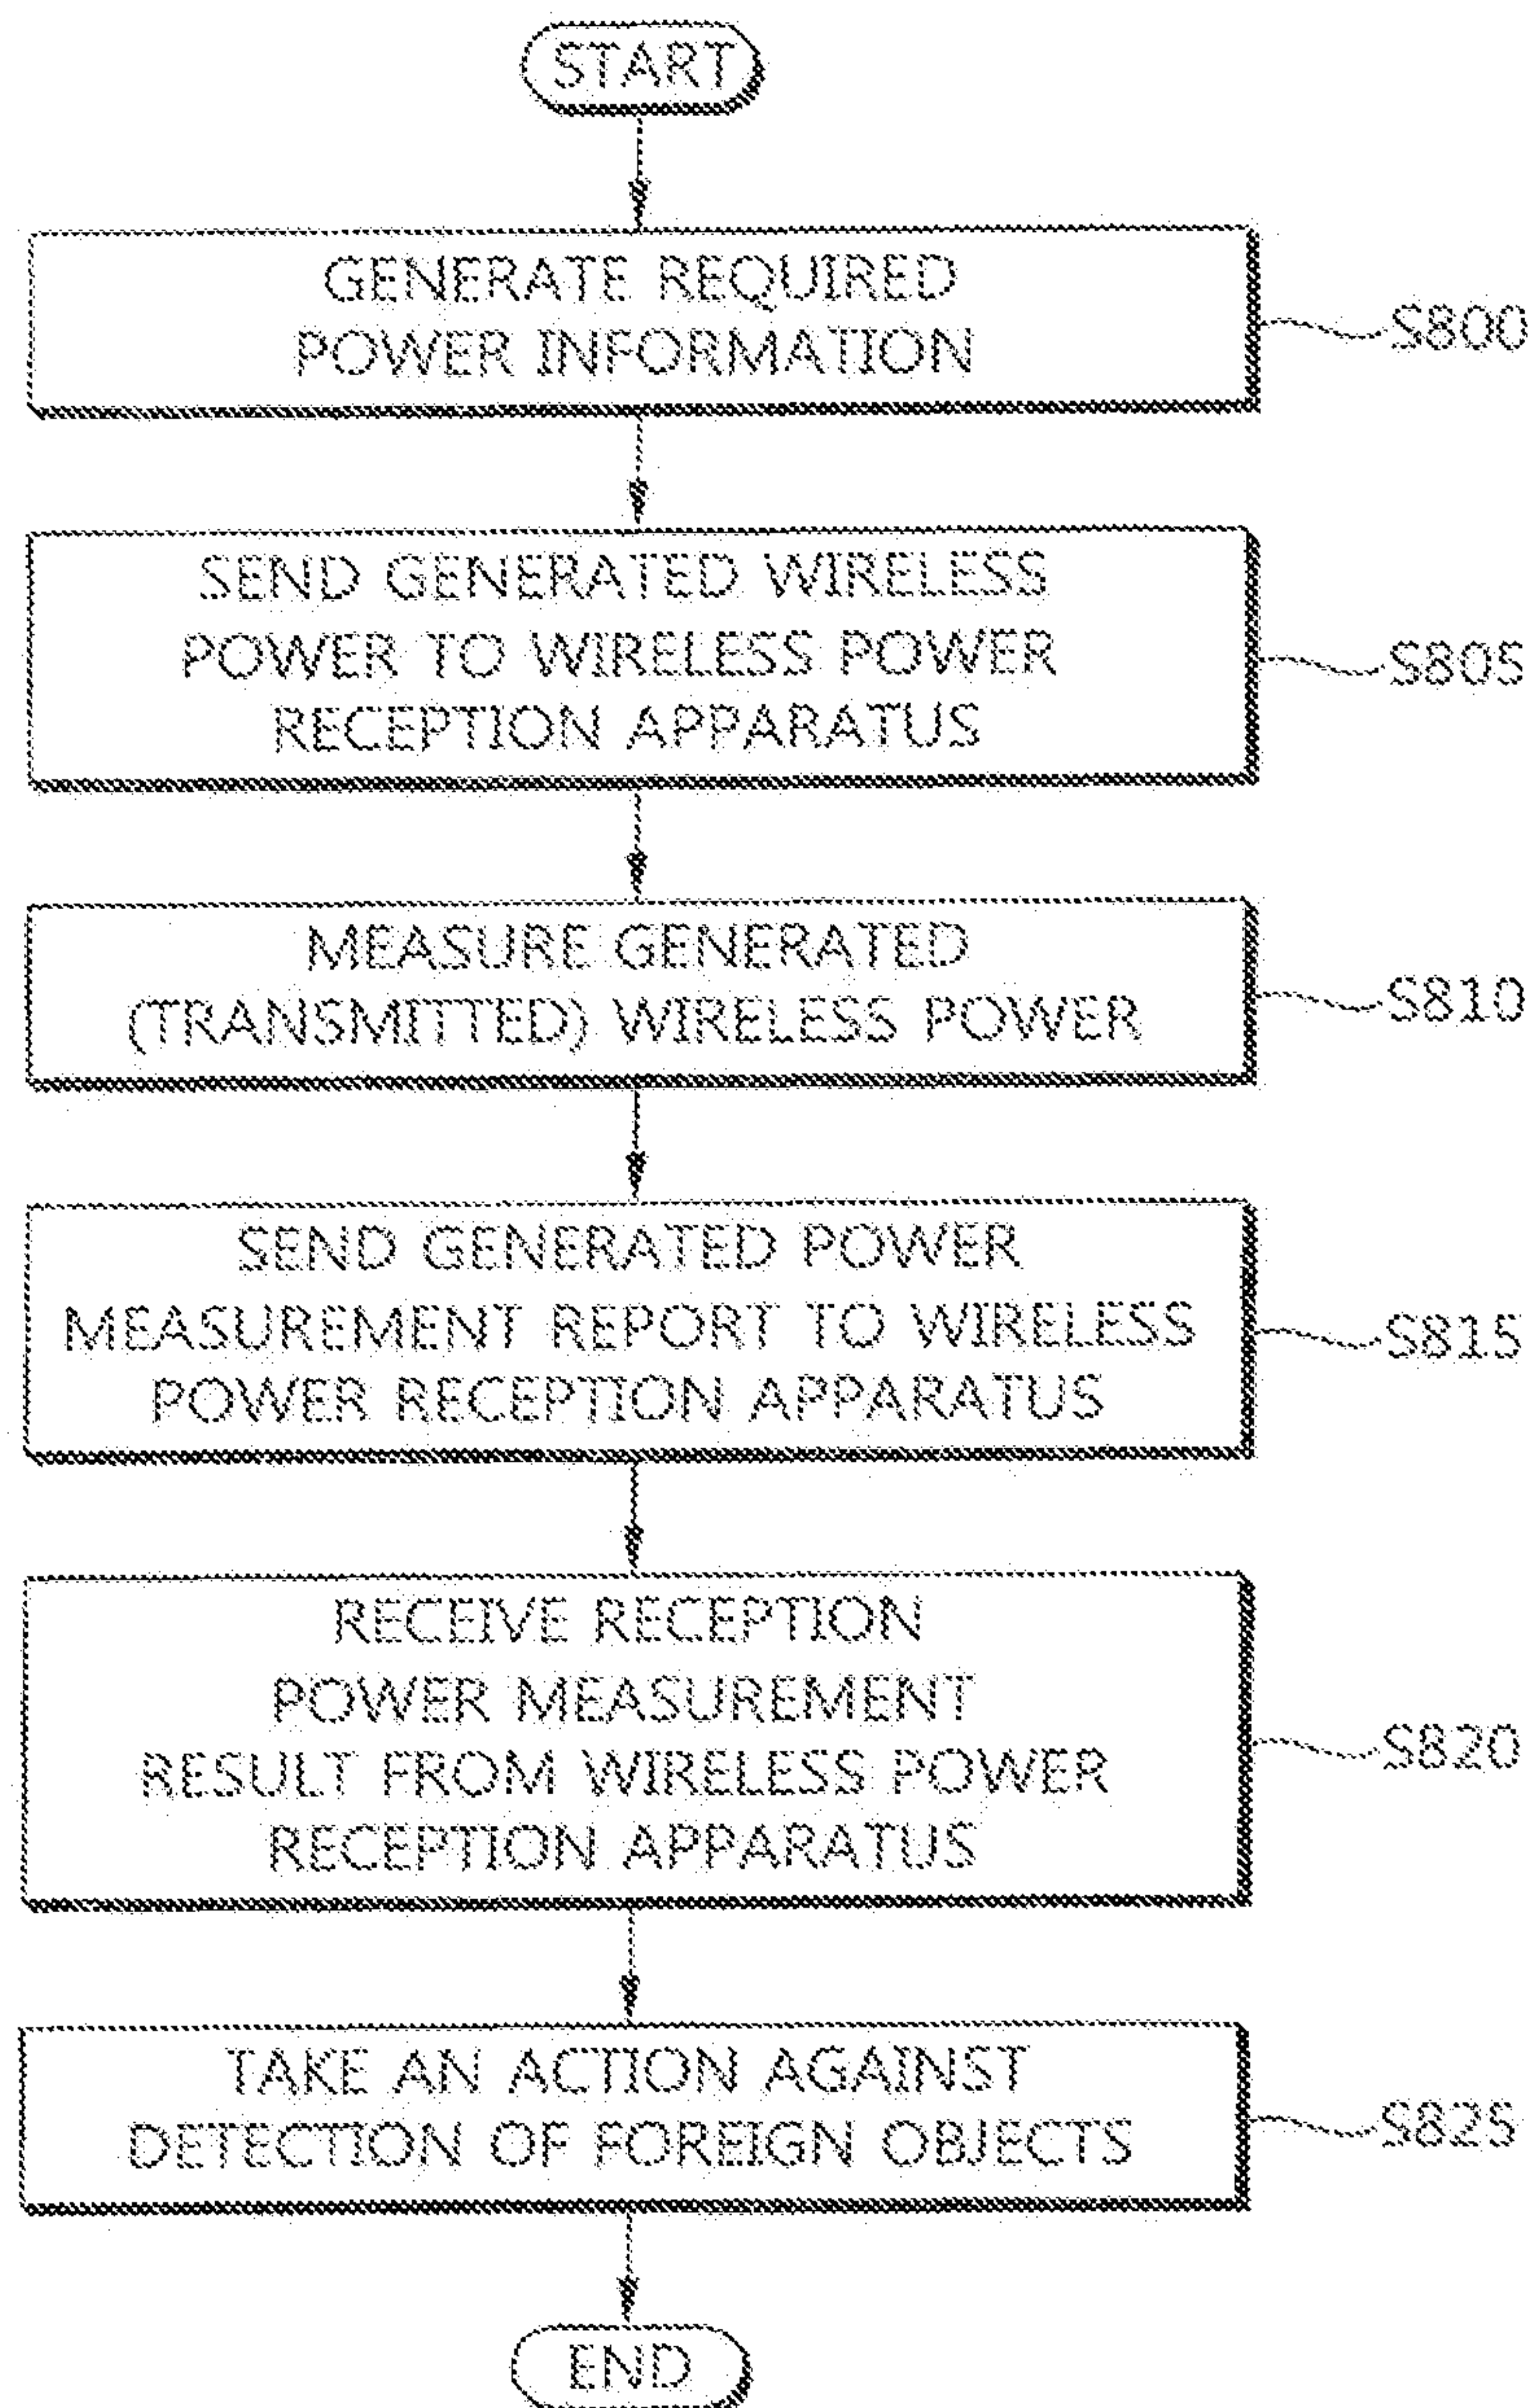 START
GENERATE REQUIRED
POWER INFORMATION
S800
SEND GENERATED WIRELESS
POWER TO WIRELESS POWER
RECEPTION APPARATUS
S805
MEASURE GENERATED
(TRANSMITTED) WIRELESS POWER
S810
SEND GENERATED POWER
MEASUREMENT REPORT TO WIRELESS
POWER RECEPTION APPARATUS
S815
RECEIVE RECEPTION
POWER MEASUREMENT
RESULT FROM WIRELESS POWER
RECEPTION APPARATUS
S820
TAKE AN ACTION AGAINST
DETECTION OF FOREIGN OBJECTS
S825
END